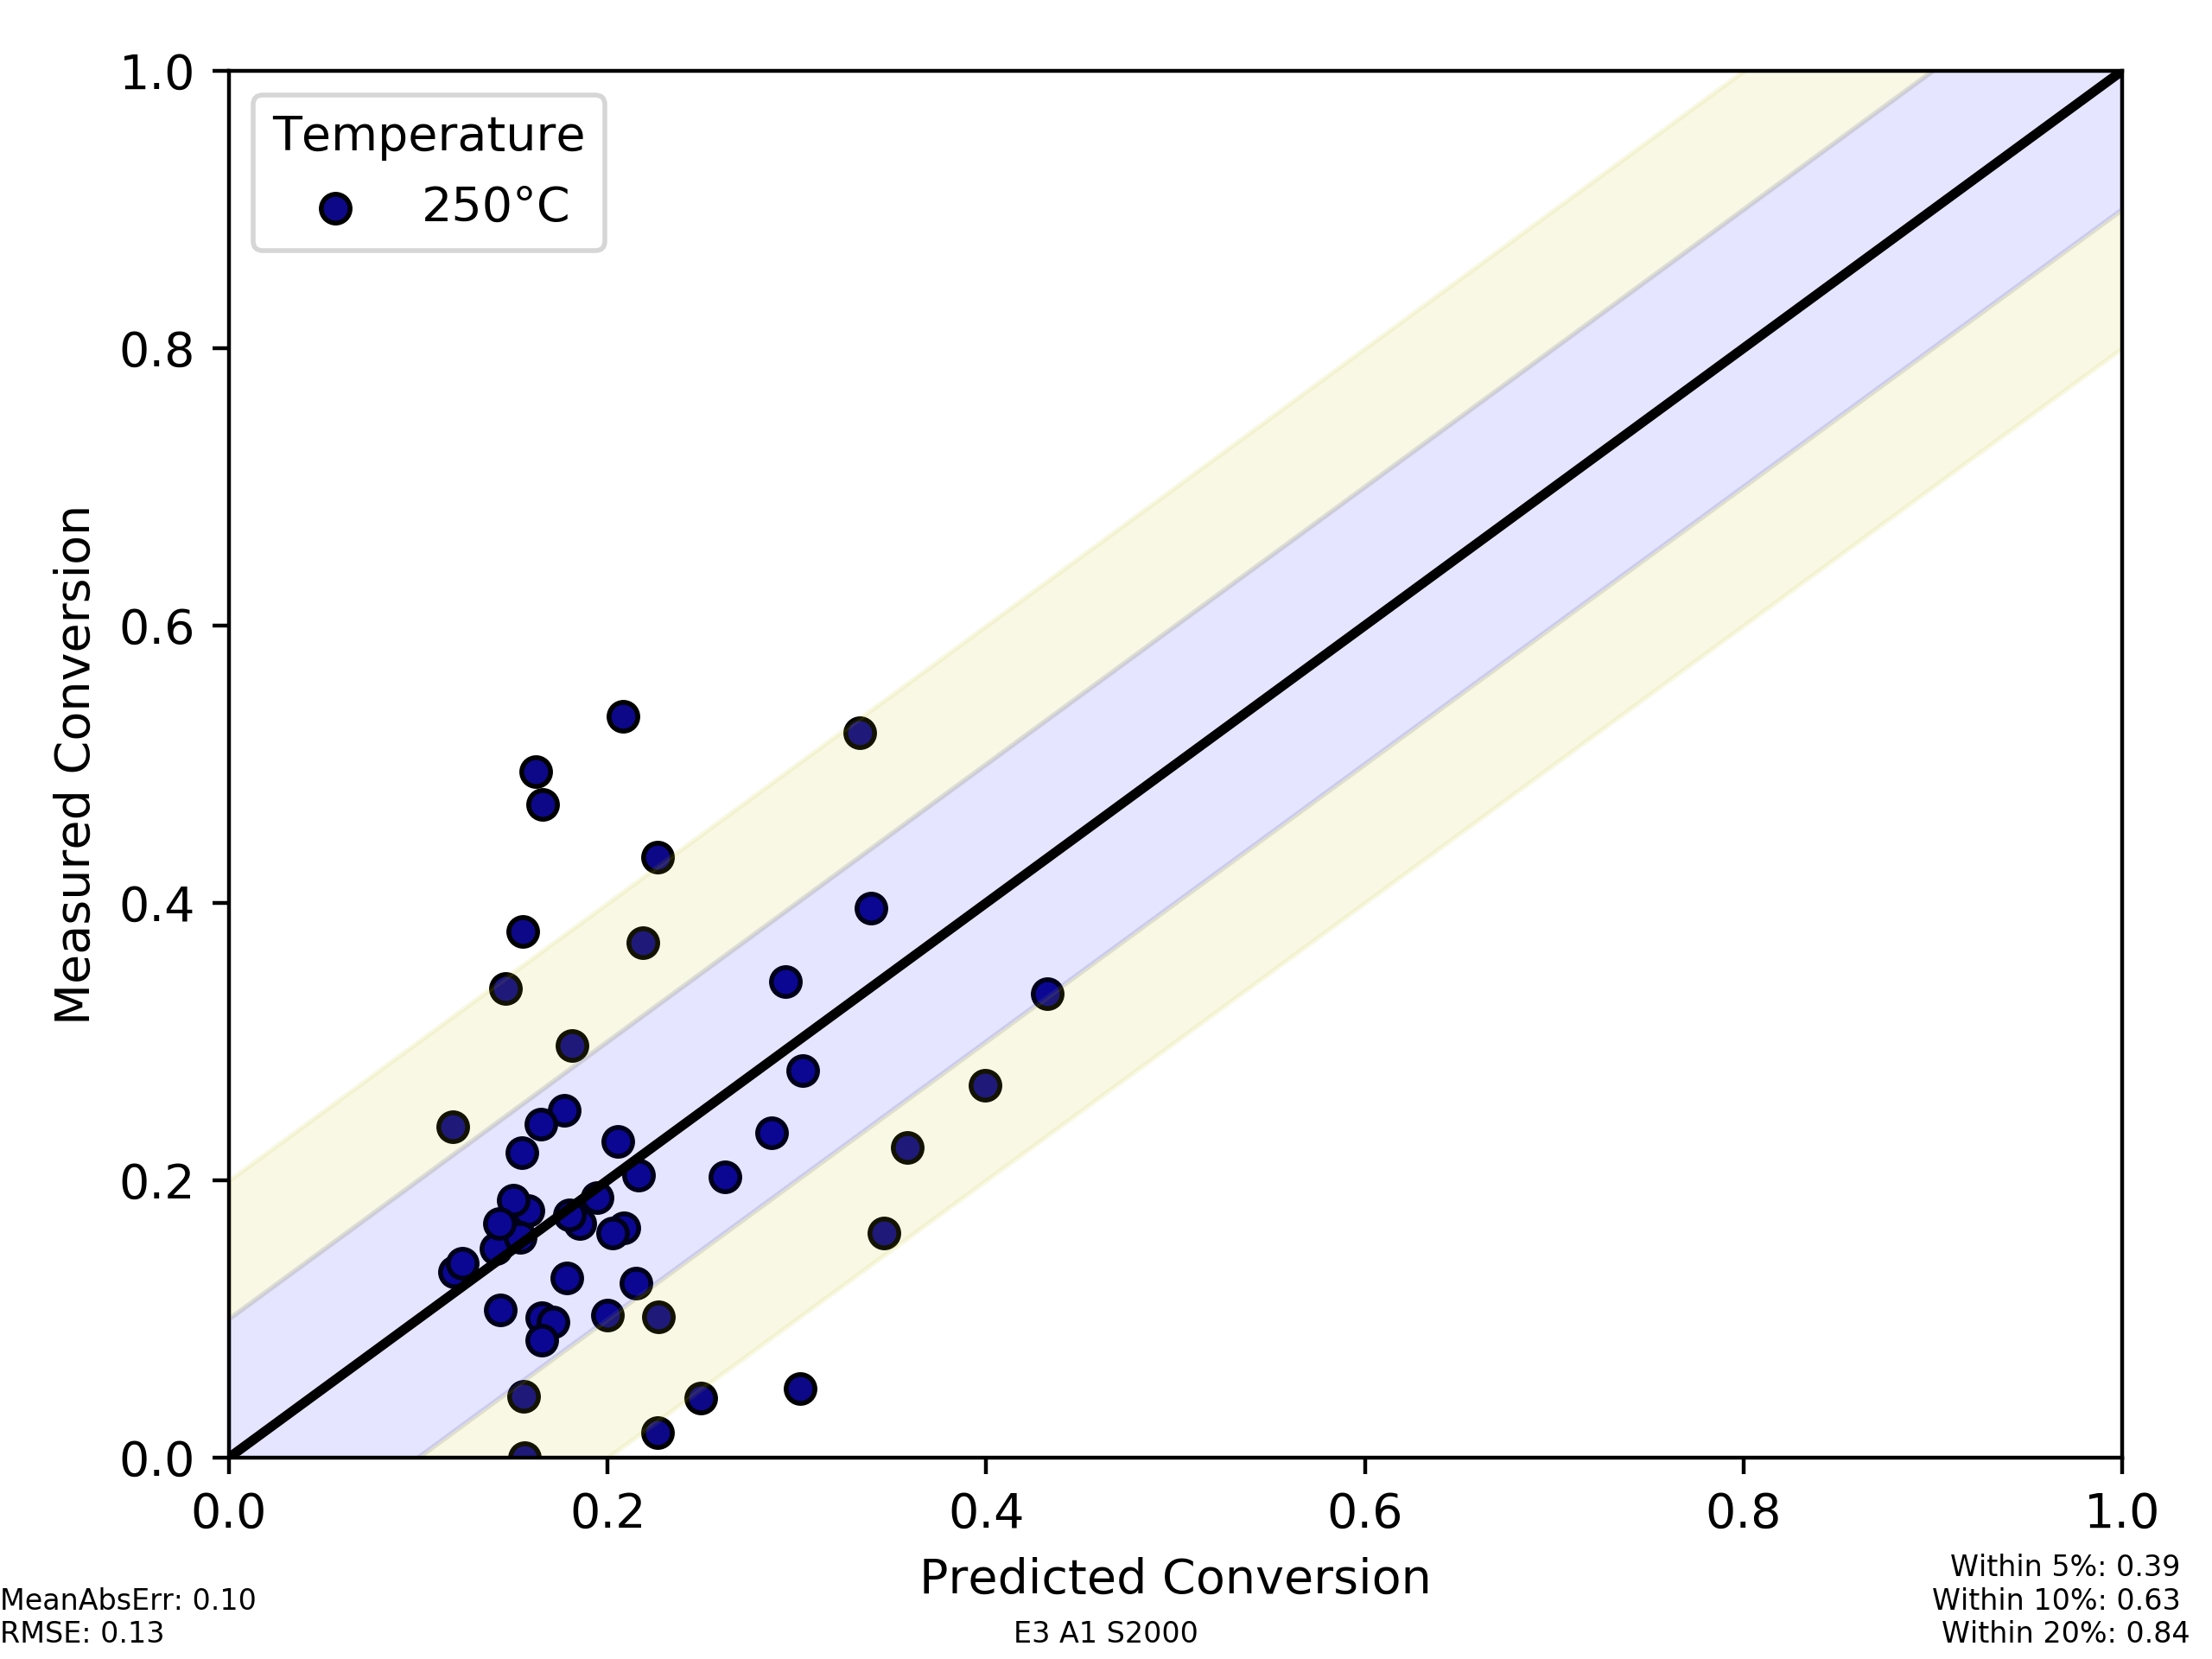 Temperature
250°C
1.0
0.8
0.6
0.4
0.2
0.0
Measured Conversion
0.0 0.2 0.4 0.6 0.8 1.0
Predicted Conversion
MeanAbsErr: 0.10
RMSE: 0.13
E3 A1 S2000
Within 5%: 0.39
Within 10%: 0.63
Within 20%: 0.84